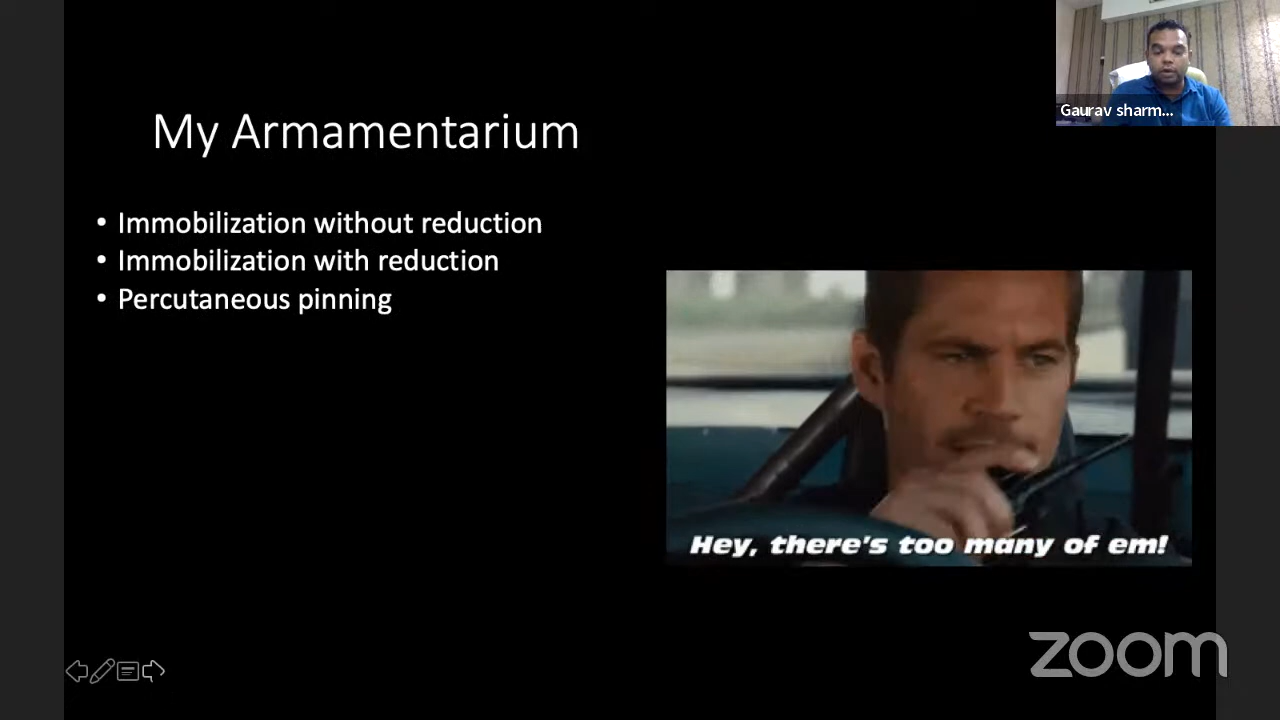 Gaurav sharm...
My Armamentarium
• Immobilization without reduction
• Immobilization with reduction
• Percutaneous pinning
Hey, there's too many of em!
zoom